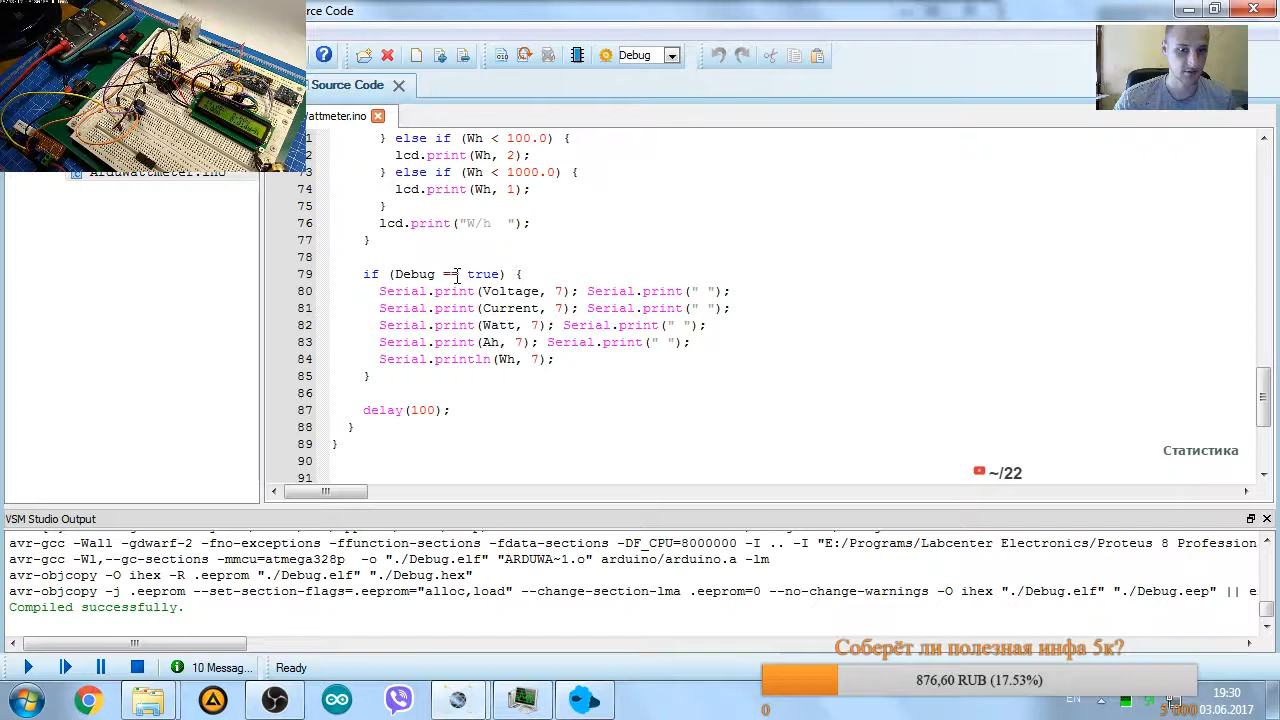 rce Code
Debug
Source Code
attmeter.ino
ArduWattmeter.ino
} else if (Wh < 100.0) {
2 lcd.print(Wh, 2);
73 } else if (Wh < 1000.0) {
74 lcd.print(Wh, 1);
75 }
76 lcd.print("W/h  ");
77 }
78
79 if (Debug == true) {
80 Serial.print(Voltage, 7); Serial.print(" ");
81 Serial.print(Current, 7); Serial.print(" ");
82 Serial.print(Watt, 7); Serial.print(" ");
83 Serial.print(Ah, 7); Serial.print(" ");
84 Serial.println(Wh, 7);
85 }
86
87 delay(100);
88 }
89 }
90
91
Статистика
~/22
VSM Studio Output
avr-gcc -Wall -gdwarf-2 -fno-exceptions -ffunction-sections -fdata-sections -DF_CPU=8000000 -I .. -I "E:/Programs/Labcenter Electronics/Proteus 8 Profession
avr-gcc -Wl,--gc-sections -mmcu=atmega328p -o "./Debug.elf" "ARDUWA~1.o" arduino/arduino.a -lm
avr-objcopy -O ihex -R .eeprom "./Debug.elf" "./Debug.hex"
avr-objcopy -j .eeprom --set-section-flags=.eeprom="alloc,load" --change-section-lma .eeprom=0 --no-change-warnings -O ihex "./Debug.elf" "./Debug.eep" || e
Compiled successfully.
Соберёт ли полезная инфа 5к?
10 Messag...
Ready
876,60 RUB (17.53%)
0
5 000
EN
19:30
03.06.2017